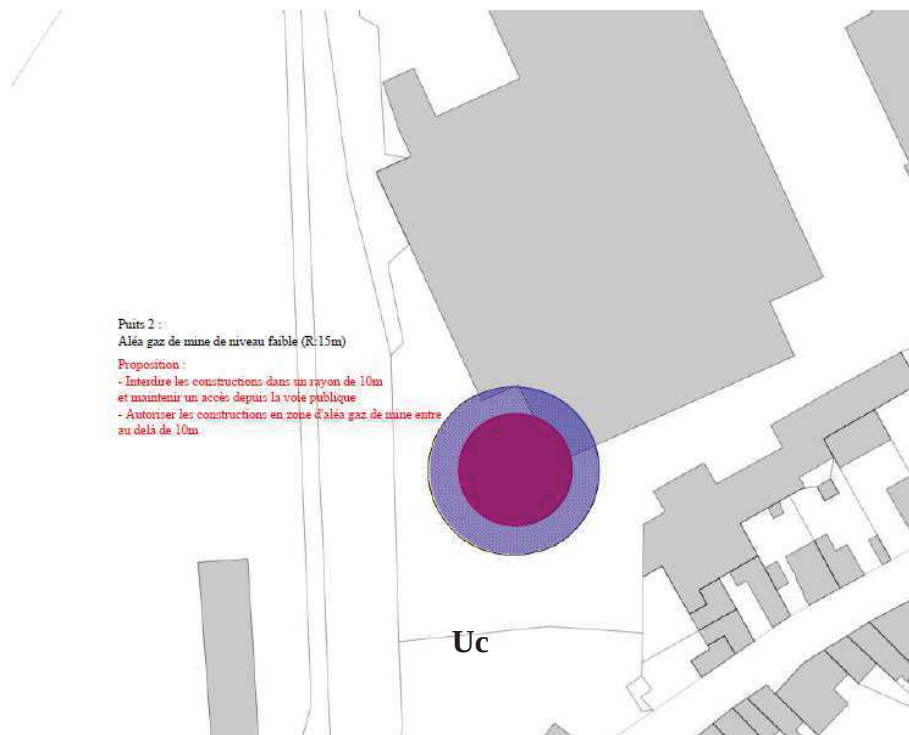 Puits 2 :
Aléa gaz de mine de niveau faible (R:15m)
Proposition :
- Interdire les constructions dans un rayon de 10m
et maintenir un accès depuis la voie publique
- Autoriser les constructions en zone d'aléa gaz de mine entre
au delà de 10m
Uc